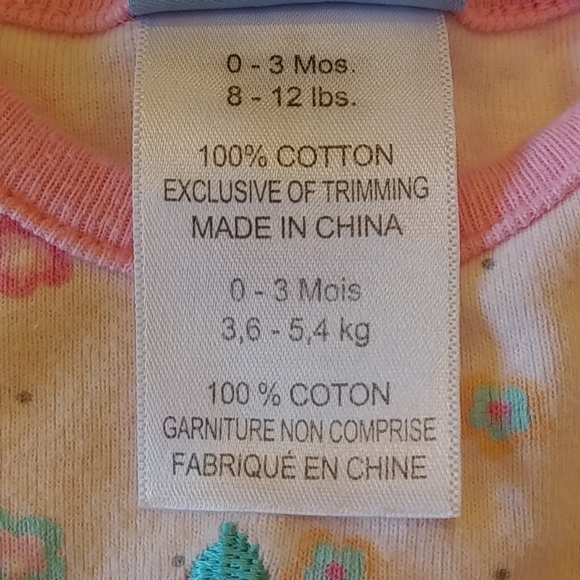 0 - 3 Mos.
8 - 12 lbs.
100% COTTON
EXCLUSIVE OF TRIMMING
MADE IN CHINA
0 - 3 Mois
3,6 - 5,4 kg
100 % COTON
GARNITURE NON COMPRISE
FABRIQUÉ EN CHINE